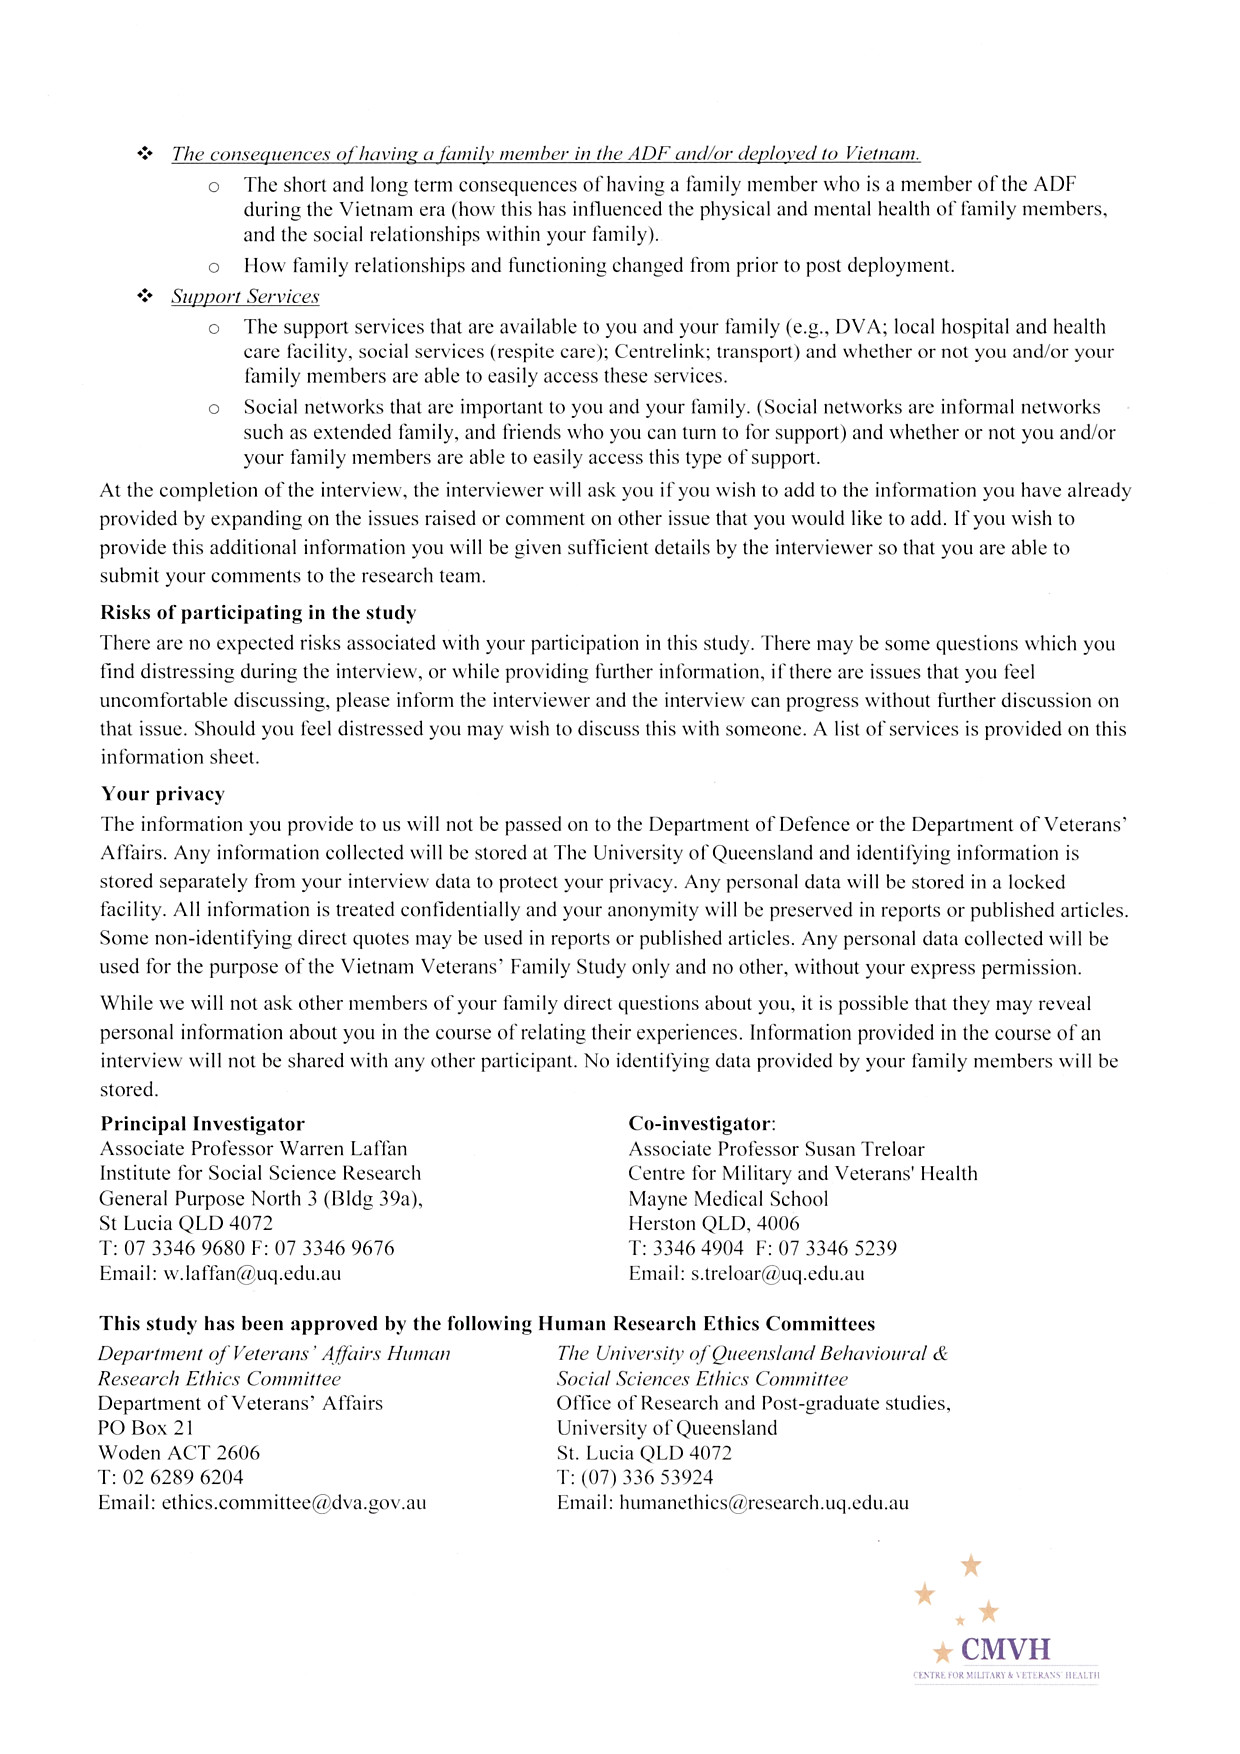 ❖ The consequences of having a family member in the ADF and/or deployed to Vietnam.
o The short and long term consequences of having a family member who is a member of the ADF
during the Vietnam era (how this has influenced the physical and mental health of family members,
and the social relationships within your family).
o How family relationships and functioning changed from prior to post deployment.
❖ Support Services
o The support services that are available to you and your family (e.g., DVA; local hospital and health
care facility, social services (respite care); Centrelink; transport) and whether or not you and/or your
family members are able to easily access these services.
o Social networks that are important to you and your family. (Social networks are informal networks
such as extended family, and friends who you can turn to for support) and whether or not you and/or
your family members are able to easily access this type of support.
At the completion of the interview, the interviewer will ask you if you wish to add to the information you have already
provided by expanding on the issues raised or comment on other issue that you would like to add. If you wish to
provide this additional information you will be given sufficient details by the interviewer so that you are able to
submit your comments to the research team.
Risks of participating in the study
There are no expected risks associated with your participation in this study. There may be some questions which you
find distressing during the interview, or while providing further information, if there are issues that you feel
uncomfortable discussing, please inform the interviewer and the interview can progress without further discussion on
that issue. Should you feel distressed you may wish to discuss this with someone. A list of services is provided on this
information sheet.
Your privacy
The information you provide to us will not be passed on to the Department of Defence or the Department of Veterans’
Affairs. Any information collected will be stored at The University of Queensland and identifying information is
stored separately from your interview data to protect your privacy. Any personal data will be stored in a locked
facility. All information is treated confidentially and your anonymity will be preserved in reports or published articles.
Some non-identifying direct quotes may be used in reports or published articles. Any personal data collected will be
used for the purpose of the Vietnam Veterans’ Family Study only and no other, without your express permission.
While we will not ask other members of your family direct questions about you, it is possible that they may reveal
personal information about you in the course of relating their experiences. Information provided in the course of an
interview will not be shared with any other participant. No identifying data provided by your family members will be
stored.
Principal Investigator
Associate Professor Warren Laffan
Institute for Social Science Research
General Purpose North 3 (Bldg 39a),
St Lucia QLD 4072
T: 07 3346 9680 F: 07 3346 9676
Email: w.laffan@uq.edu.au
Co-investigator:
Associate Professor Susan Treloar
Centre for Military and Veterans' Health
Mayne Medical School
Herston QLD, 4006
T: 3346 4904 F: 07 3346 5239
Email: s.treloar@uq.edu.au
This study has been approved by the following Human Research Ethics Committees
Department of Veterans’ Affairs Human
Research Ethics Committee
Department of Veterans’ Affairs
PO Box 21
Woden ACT 2606
T: 02 6289 6204
Email: ethics.committee@dva.gov.au
The University of Queensland Behavioural &
Social Sciences Ethics Committee
Office of Research and Post-graduate studies,
University of Queensland
St. Lucia QLD 4072
T: (07) 336 53924
Email: humanethics@research.uq.edu.au
CMVH
CENTRE FOR MILITARY & VETERANS' HEALTH